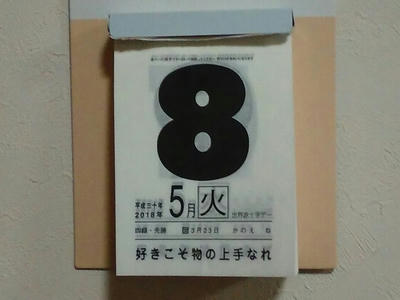 8
平成三十年
2018年
5月 火
世界赤十字デー
四緑・先勝 旧3月23日 かのえ ね
好きこそ物の上手なれ